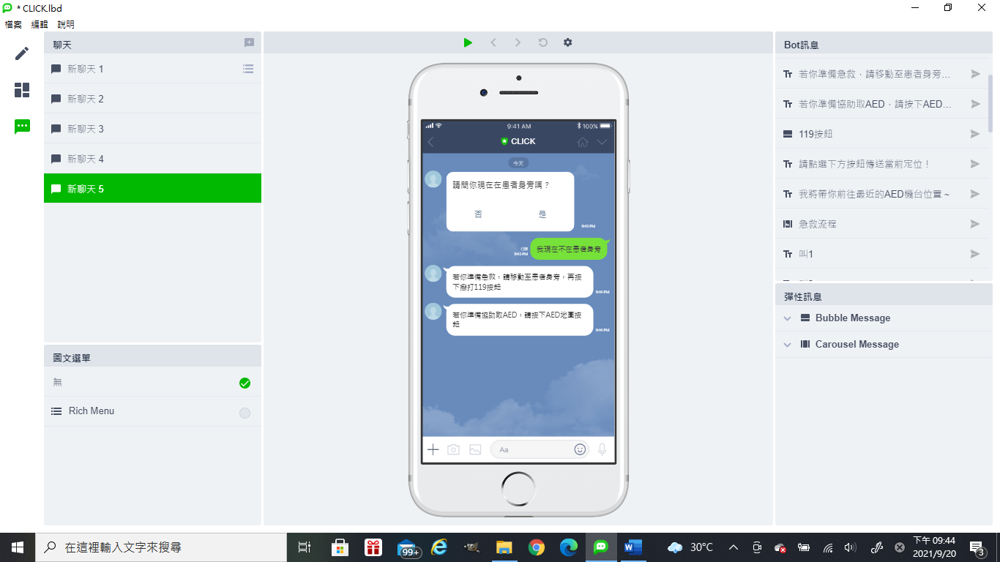 * CLICK.lbd
檔案 編輯 說明
聊天
新聊天 1
新聊天 2
新聊天 3
新聊天 4
新聊天 5
圖文選單
無
Rich Menu
9:41 AM
100%
CLICK
今天
請問你現在在患者身旁嗎？
否 是
9:43 PM
已讀
9:43 PM
我現在不在患者身旁
若你準備急救，請移動至患者身旁，再按
下撥打119按鈕
9:44 PM
若你準備協助取AED，請按下AED地圖按
鈕
9:44 PM
Aa
Bot訊息
Tт 若你準備急救，請移動至患者身旁...
Tт 若你準備協助取AED，請按下AED...
119按鈕
Tт 請點選下方按鈕傳送當前定位！
Tт 我將帶你前往最近的AED機台位置～
急救流程
Tт 叫1
彈性訊息
Bubble Message
Carousel Message
在這裡輸入文字來搜尋
99+
30°C
下午 09:44
2021/9/20
3